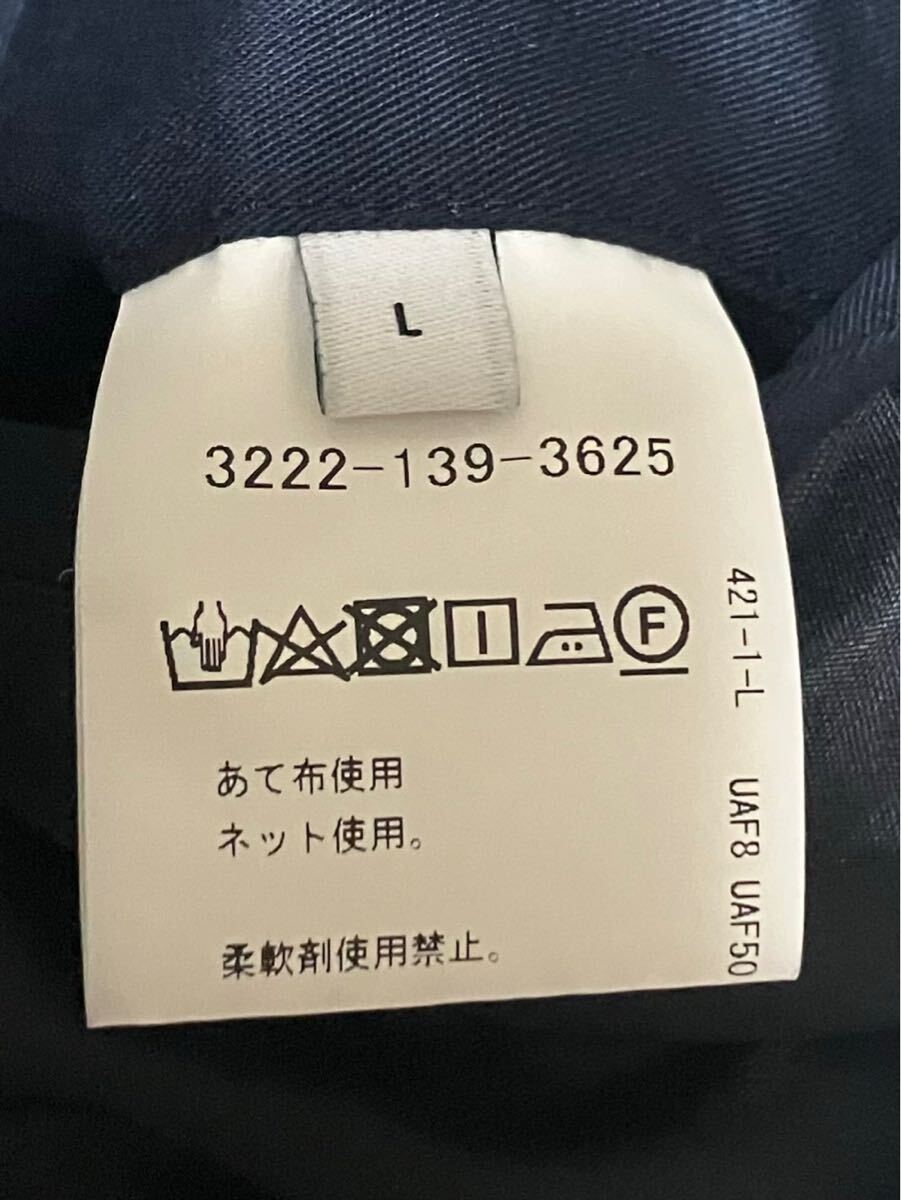 L
3222-139-3625
F
あて布使用
ネット使用。
柔軟剤使用禁止。
421-1-L UAF8 UAF50